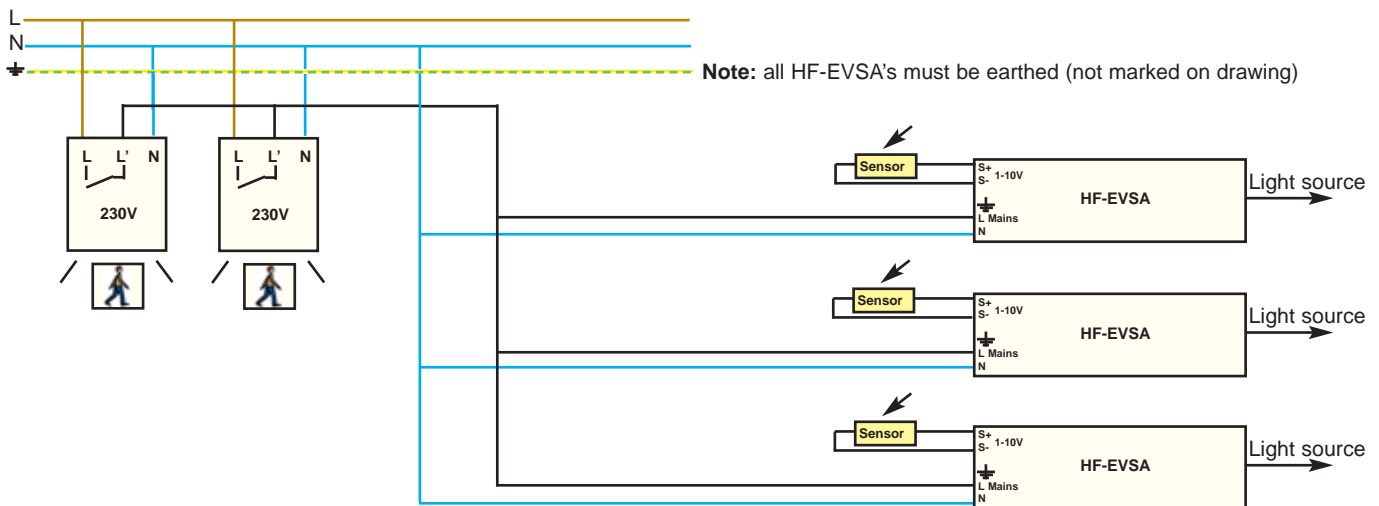 L
N
Note: all HF-EVSA's must be earthed (not marked on drawing)
L L' N
230V
L L' N
230V
Sensor
S+
S- 1-10V
HF-EVSA
L Mains
N
Light source
Sensor
S+
S- 1-10V
HF-EVSA
L Mains
N
Light source
Sensor
S+
S- 1-10V
HF-EVSA
L Mains
N
Light source